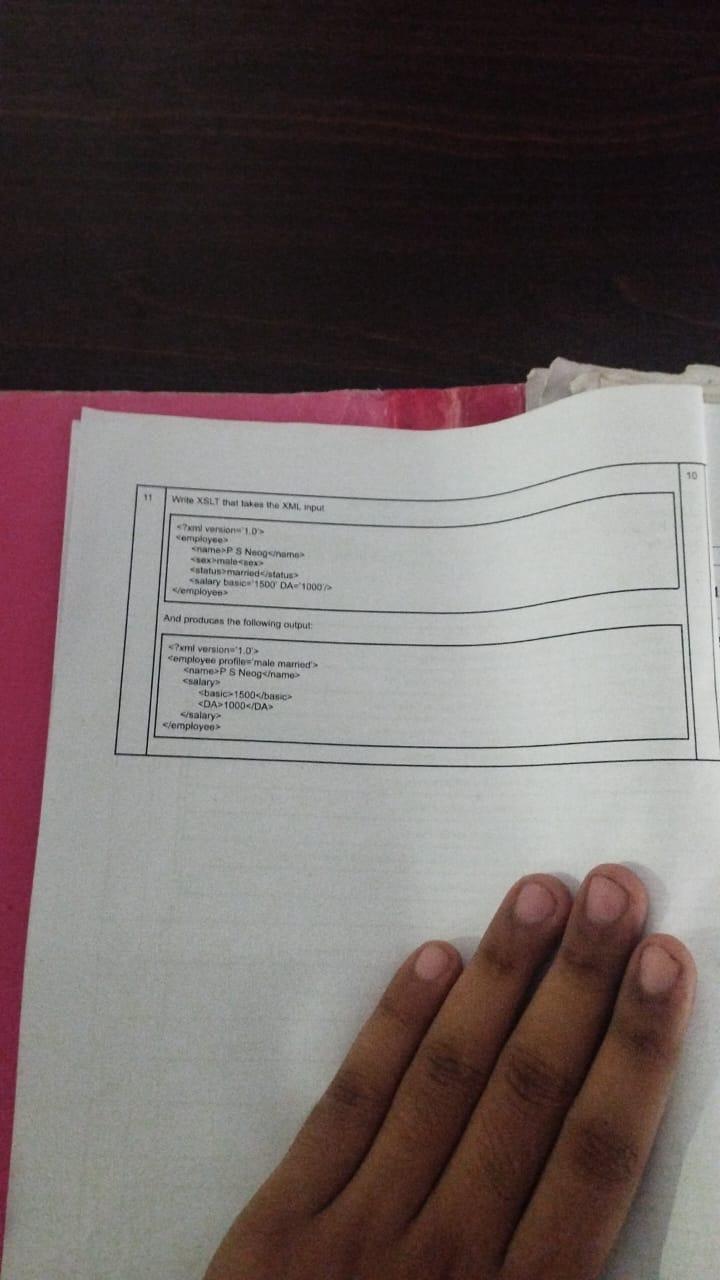 11
Write XSLT that takes the XML input
<?xml version='1.0'>
<employee>
<name>P S Neog</name>
<sex>male<sex>
<status>married</status>
<salary basic='1500' DA='1000'/>
</employee>
And produces the following output:
<?xml version='1.0'>
<employee profile='male married'>
<name>P S Neog</name>
<salary>
<basic>1500</basic>
<DA>1000</DA>
</salary>
</employee>
10